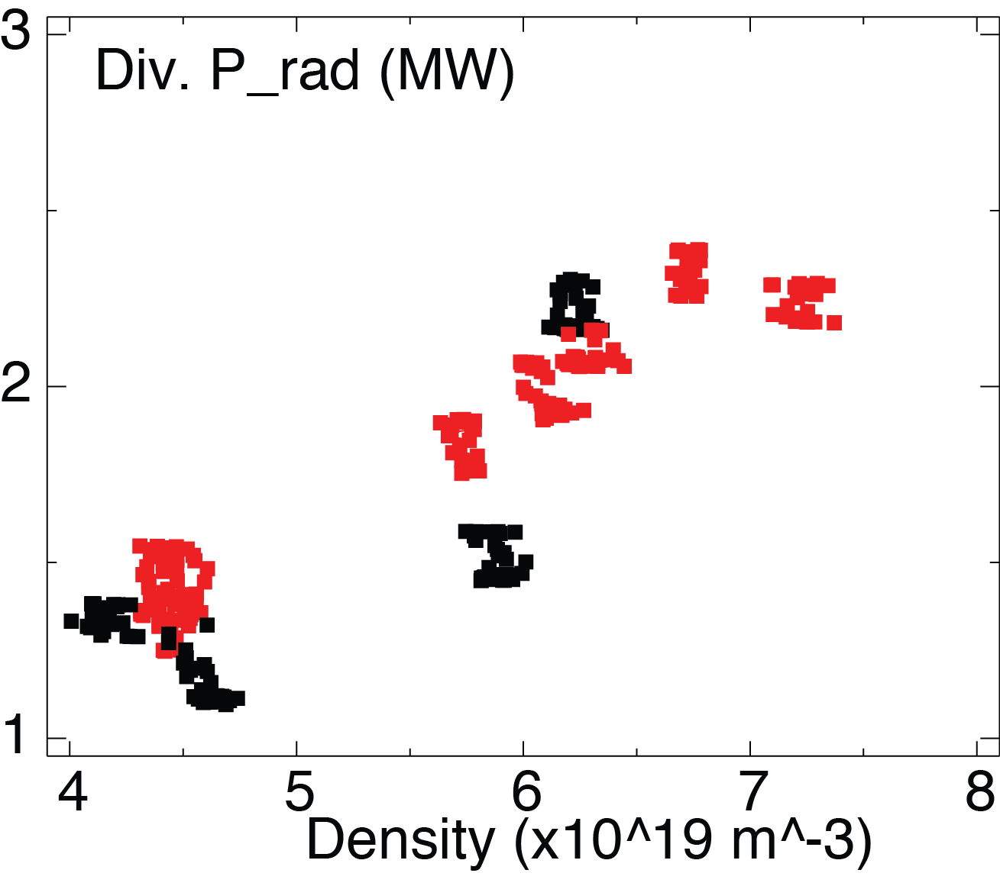 3
Div. P_rad (MW)
2
1
4 5 6 7 8
Density (x10^19 m^-3)